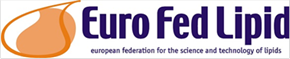 Euro Fed Lipid
european federation for the science and technology of lipids